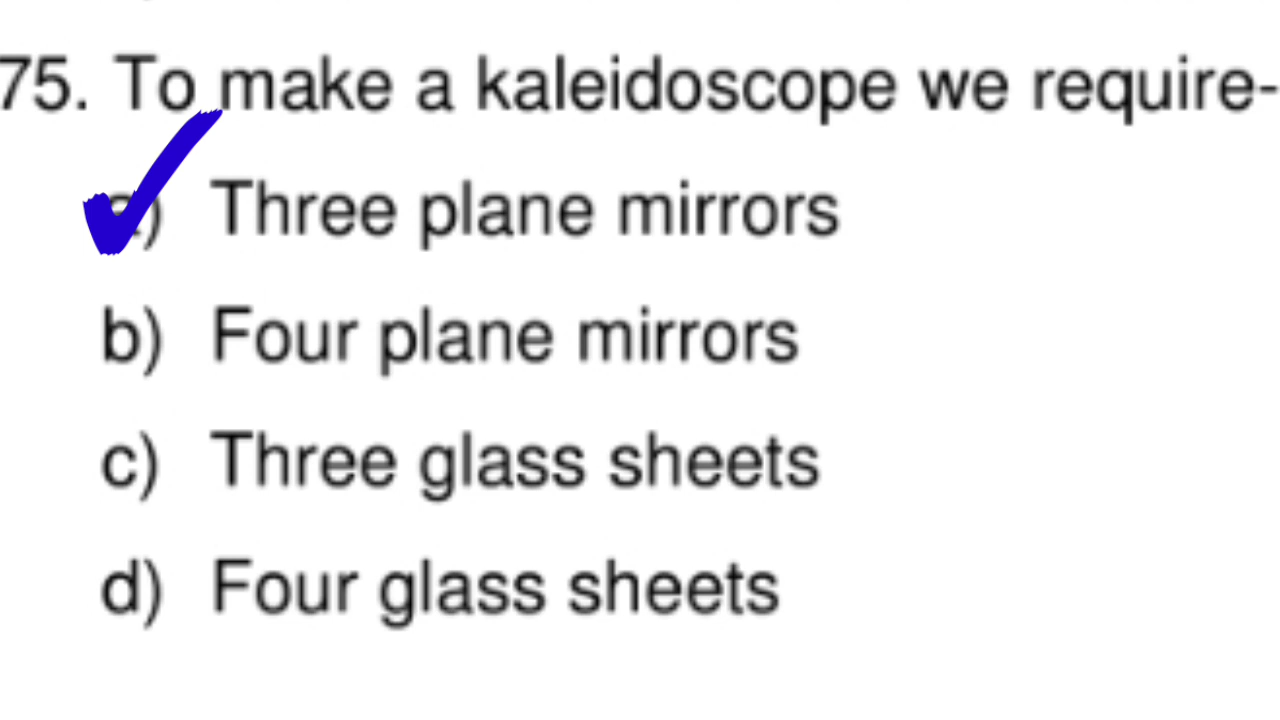 75. To make a kaleidoscope we require-
a) Three plane mirrors
b) Four plane mirrors
c) Three glass sheets
d) Four glass sheets